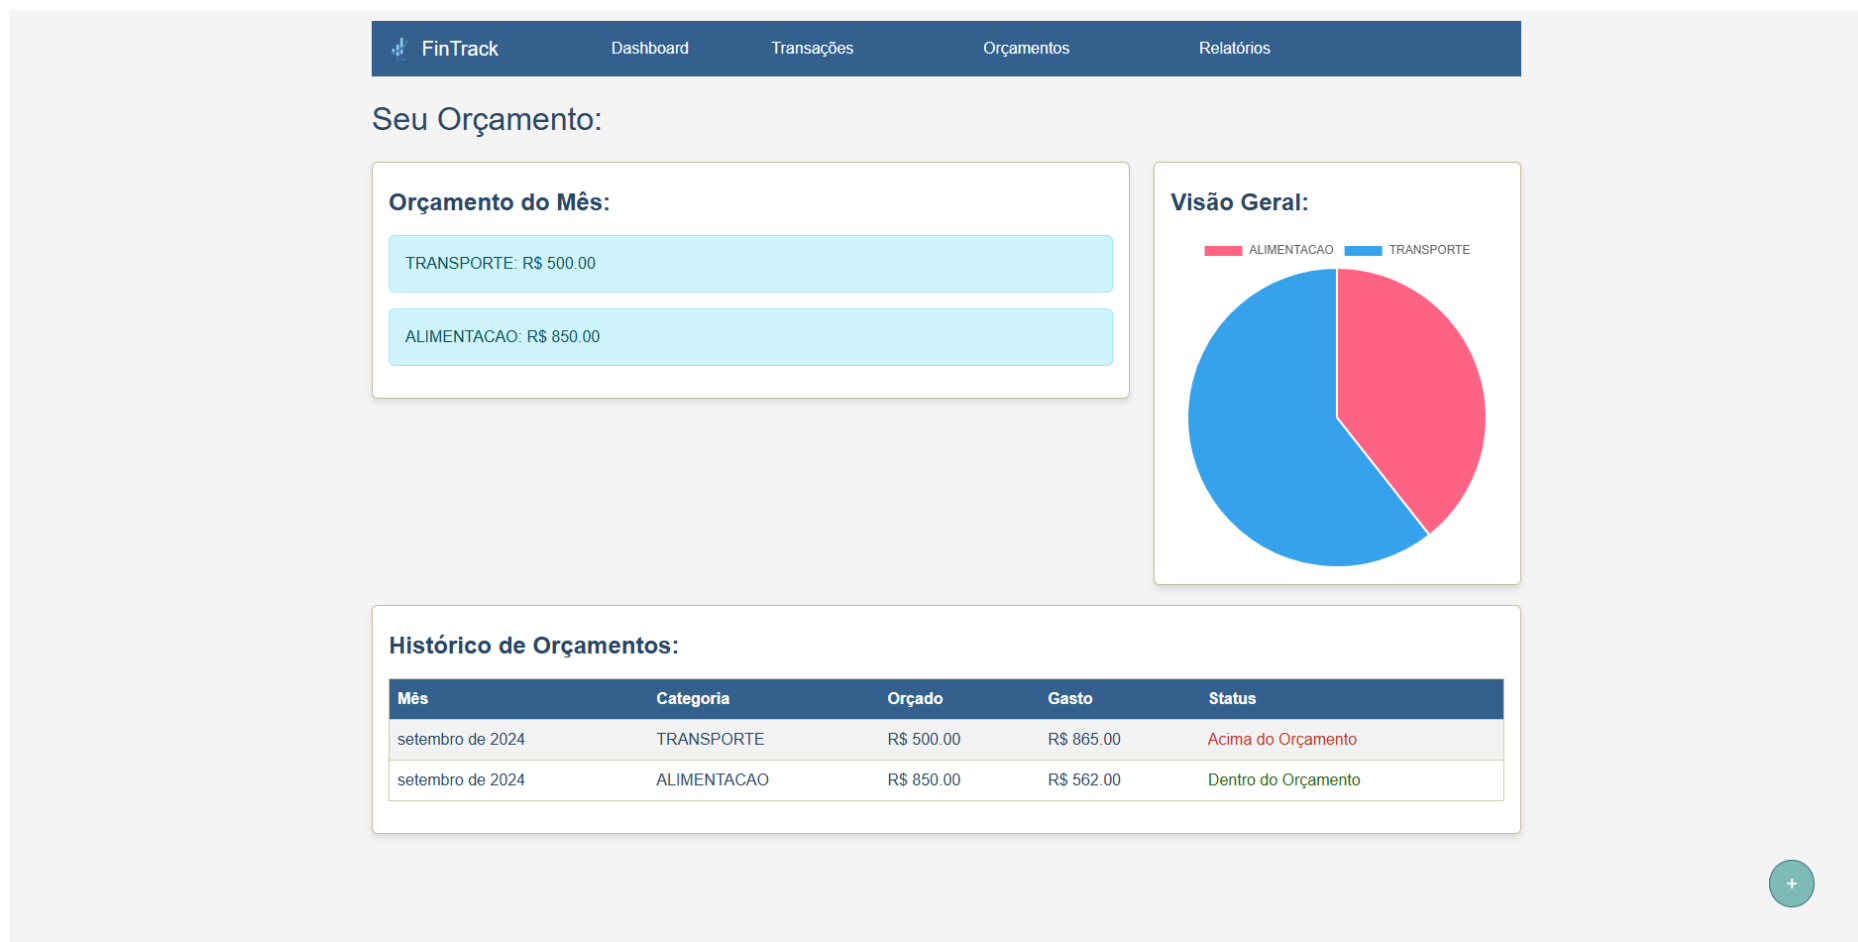 FinTrack Dashboard Transações Orçamentos Relatórios
Seu Orçamento:
Orçamento do Mês:
TRANSPORTE: R$ 500.00
ALIMENTACAO: R$ 850.00
Visão Geral:
ALIMENTACAO TRANSPORTE
Histórico de Orçamentos:
Mês Categoria Orçado Gasto Status
setembro de 2024 TRANSPORTE R$ 500.00 R$ 865.00 Acima do Orçamento
setembro de 2024 ALIMENTACAO R$ 850.00 R$ 562.00 Dentro do Orçamento
+